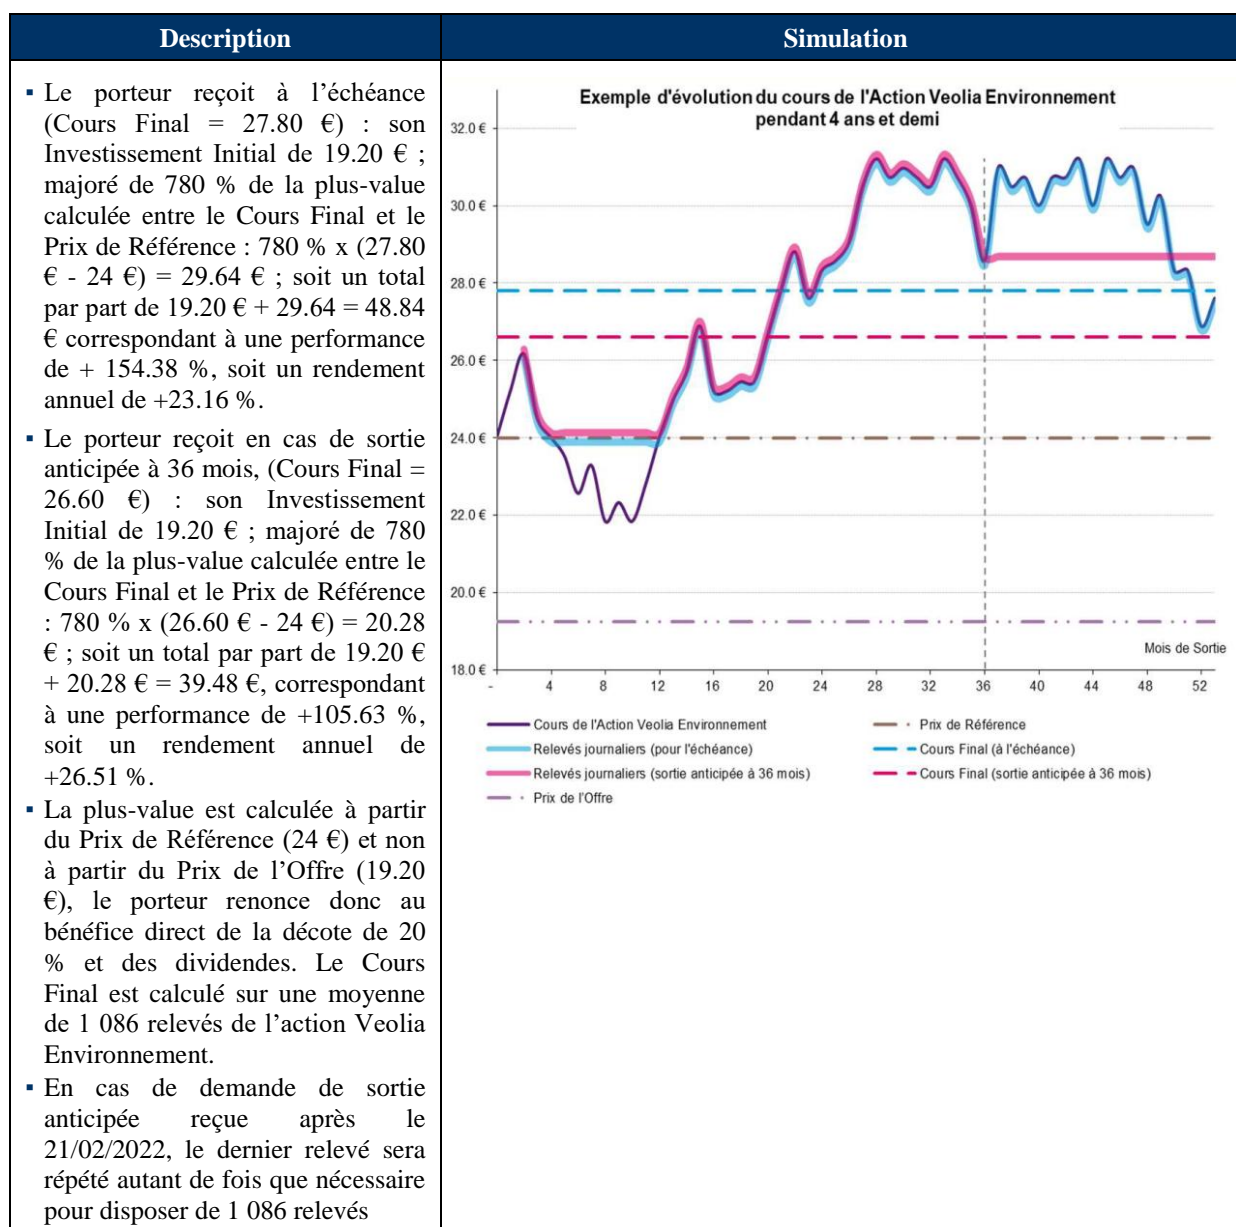 Description
Simulation
▪ Le porteur reçoit à l’échéance
(Cours Final = 27.80 €) : son
Investissement Initial de 19.20 € ;
majoré de 780 % de la plus-value
calculée entre le Cours Final et le
Prix de Référence : 780 % x (27.80
€ - 24 €) = 29.64 € ; soit un total
par part de 19.20 € + 29.64 = 48.84
€ correspondant à une performance
de + 154.38 %, soit un rendement
annuel de +23.16 %.
▪ Le porteur reçoit en cas de sortie
anticipée à 36 mois, (Cours Final =
26.60 €) : son Investissement
Initial de 19.20 € ; majoré de 780
% de la plus-value calculée entre le
Cours Final et le Prix de Référence
: 780 % x (26.60 € - 24 €) = 20.28
€ ; soit un total par part de 19.20 €
+ 20.28 € = 39.48 €, correspondant
à une performance de +105.63 %,
soit un rendement annuel de
+26.51 %.
▪ La plus-value est calculée à partir
du Prix de Référence (24 €) et non
à partir du Prix de l’Offre (19.20
€), le porteur renonce donc au
bénéfice direct de la décote de 20
% et des dividendes. Le Cours
Final est calculé sur une moyenne
de 1 086 relevés de l’action Veolia
Environnement.
▪ En cas de demande de sortie
anticipée reçue après le
21/02/2022, le dernier relevé sera
répété autant de fois que nécessaire
pour disposer de 1 086 relevés
Exemple d'évolution du cours de l'Action Veolia Environnement
pendant 4 ans et demi
32.0 €
30.0 €
28.0 €
26.0 €
24.0 €
22.0 €
20.0 €
18.0 €
Mois de Sortie
- 4 8 12 16 20 24 28 32 36 40 44 48 52
Cours de l'Action Veolia Environnement
Prix de Référence
Relevés journaliers (pour l'échéance)
Cours Final (à l'échéance)
Relevés journaliers (sortie anticipée à 36 mois)
Cours Final (sortie anticipée à 36 mois)
Prix de l'Offre